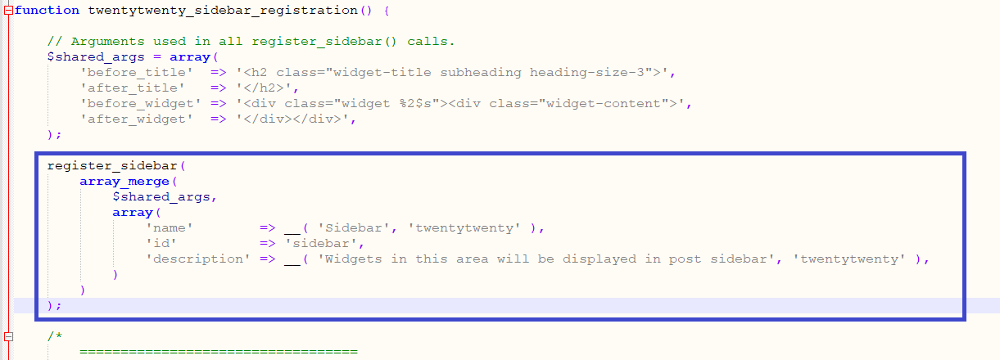 function twentytwenty_sidebar_registration() {
// Arguments used in all register_sidebar() calls.
$shared_args = array(
'before_title'  => '<h2 class="widget-title subheading heading-size-3">',
'after_title'   => '</h2>',
'before_widget' => '<div class="widget %2$s"><div class="widget-content">',
'after_widget'  => '</div></div>',
);
register_sidebar(
array_merge(
$shared_args,
array(
'name'        => __( 'Sidebar', 'twentytwenty' ),
'id'          => 'sidebar',
'description' => __( 'Widgets in this area will be displayed in post sidebar', 'twentytwenty' ),
)
)
);
/*
==================================